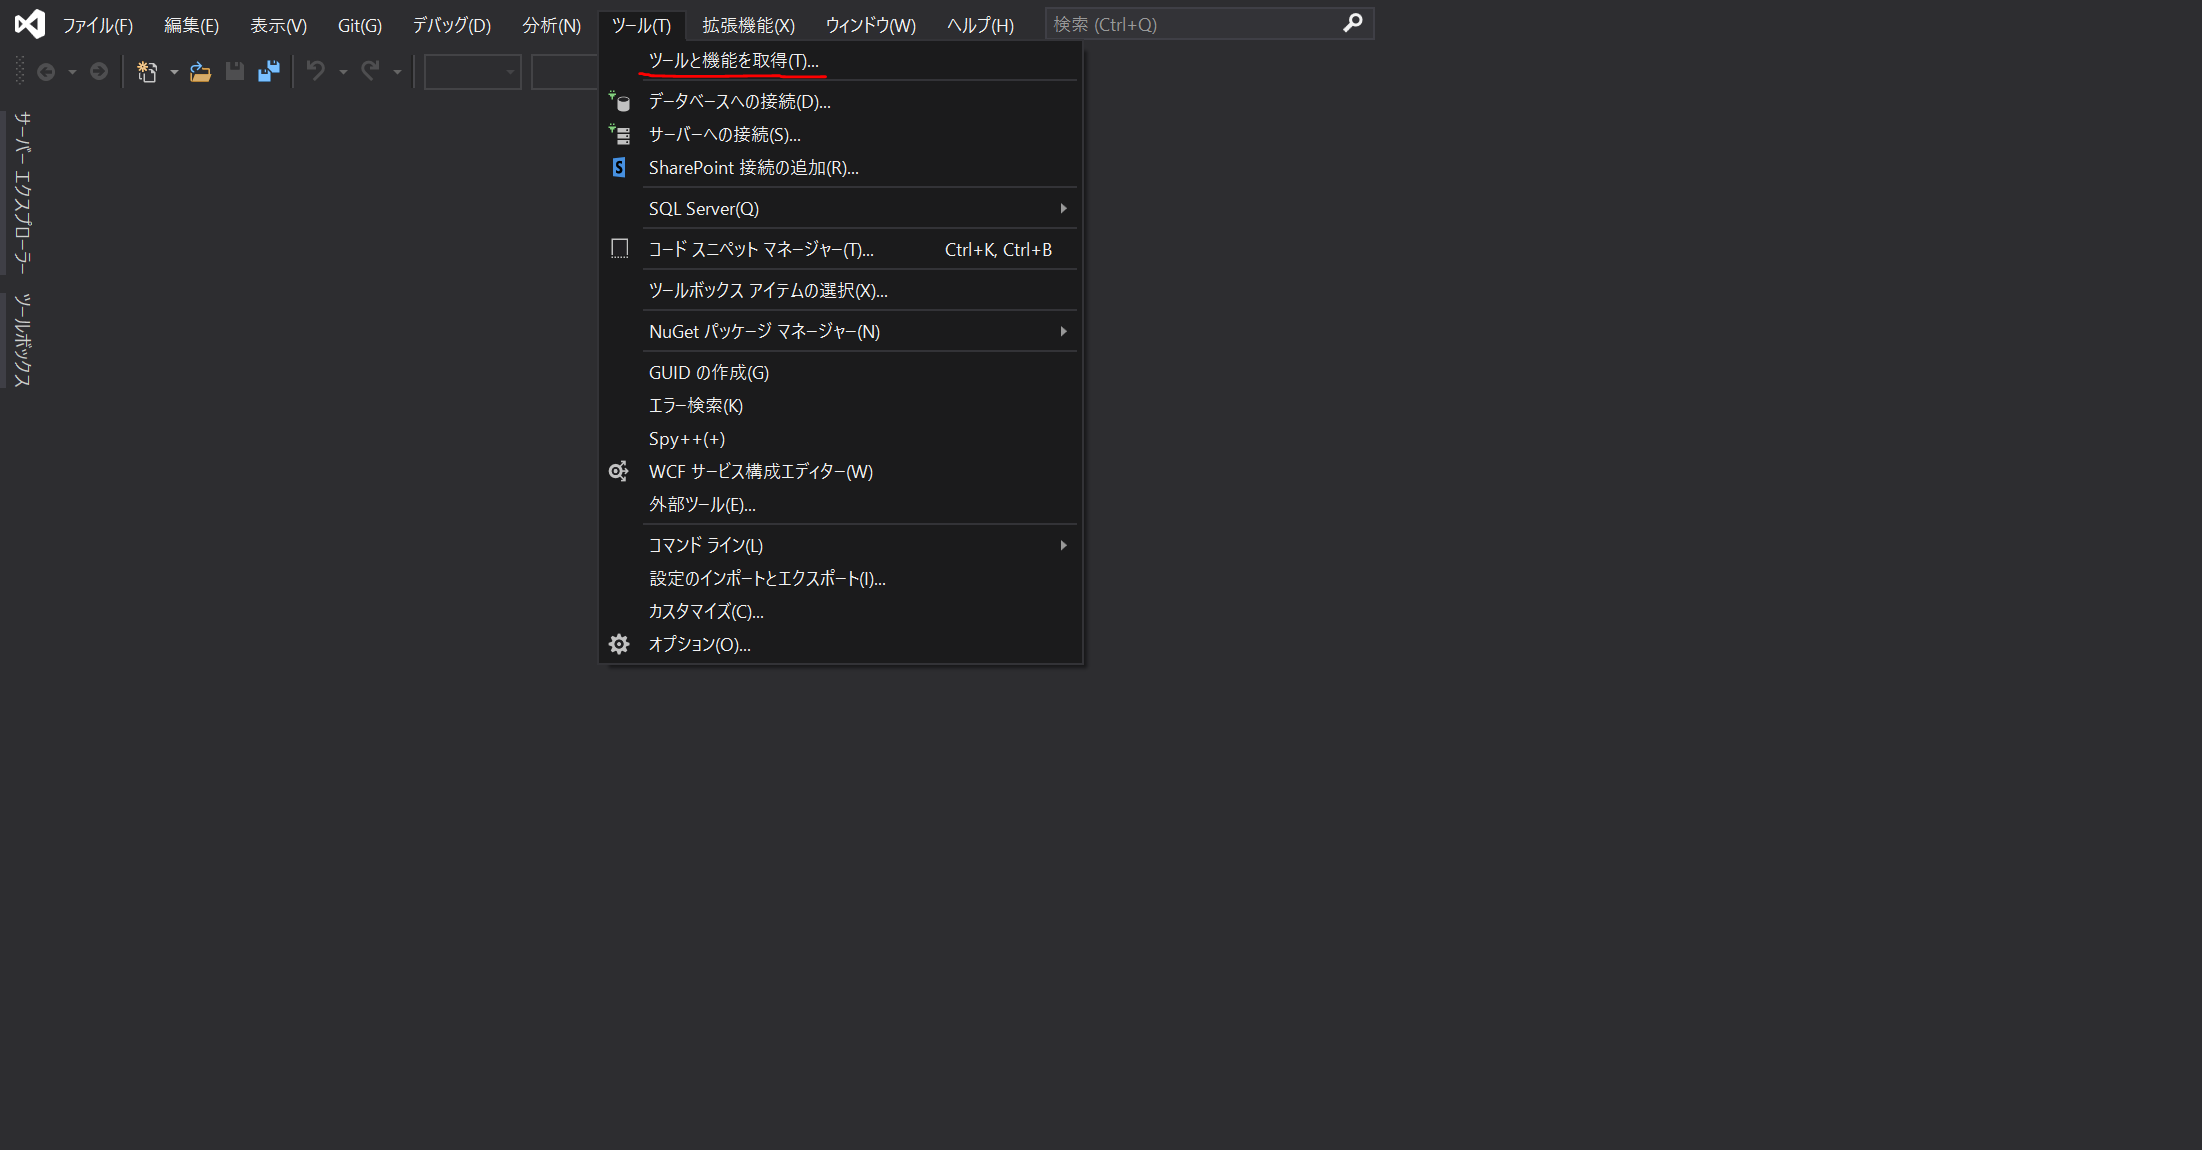 ファイル(F) 編集(E) 表示(V) Git(G) デバッグ(D) 分析(N) ツール(T) 拡張機能(X) ウィンドウ(W) ヘルプ(H) 検索 (Ctrl+Q)
ツールと機能を取得(T)...
データベースへの接続(D)...
サーバーへの接続(S)...
SharePoint 接続の追加(R)...
SQL Server(Q)
コード スニペット マネージャー(T)... Ctrl+K, Ctrl+B
ツールボックス アイテムの選択(X)...
NuGet パッケージ マネージャー(N)
GUID の作成(G)
エラー検索(K)
Spy++(+)
WCF サービス構成エディター(W)
外部ツール(E)...
コマンド ライン(L)
設定のインポートとエクスポート(I)...
カスタマイズ(C)...
オプション(O)...
サーバー エクスプローラー
ツールボックス